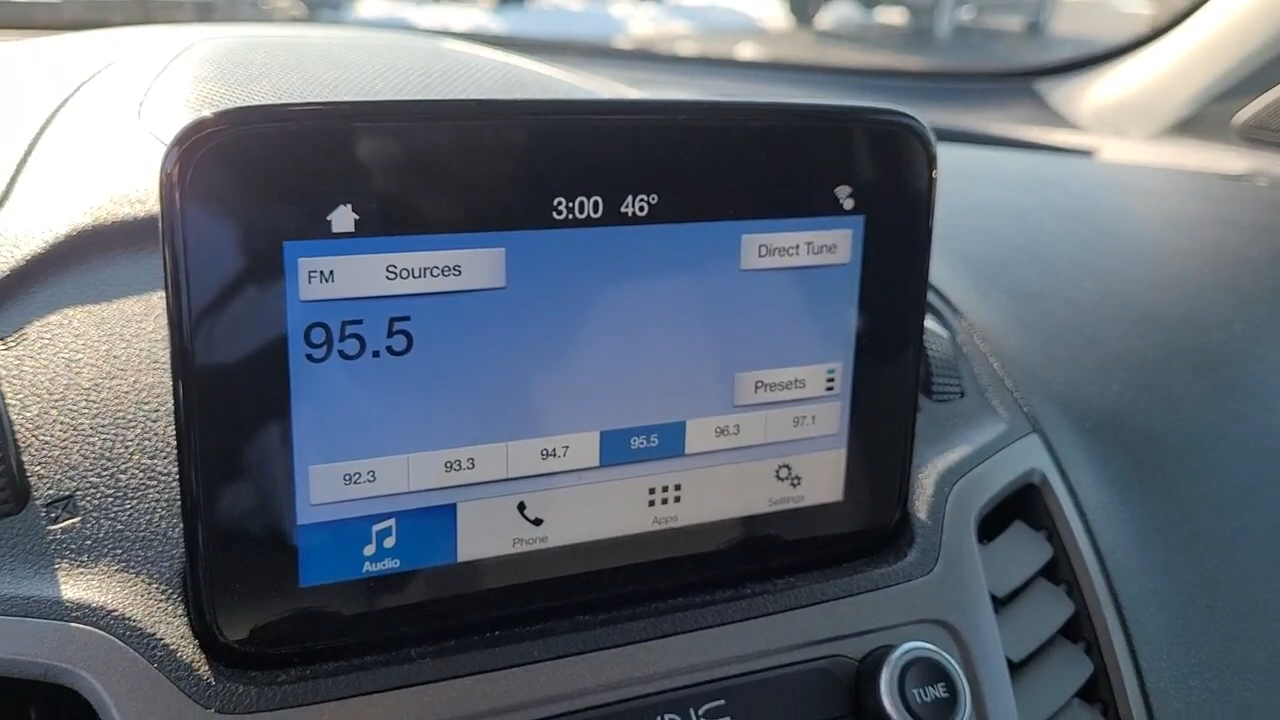 3:00 46°
FM Sources
Direct Tune
95.5
Presets
92.3 93.3 94.7 95.5 96.3 97.1
Audio Phone Apps Settings
TUNE